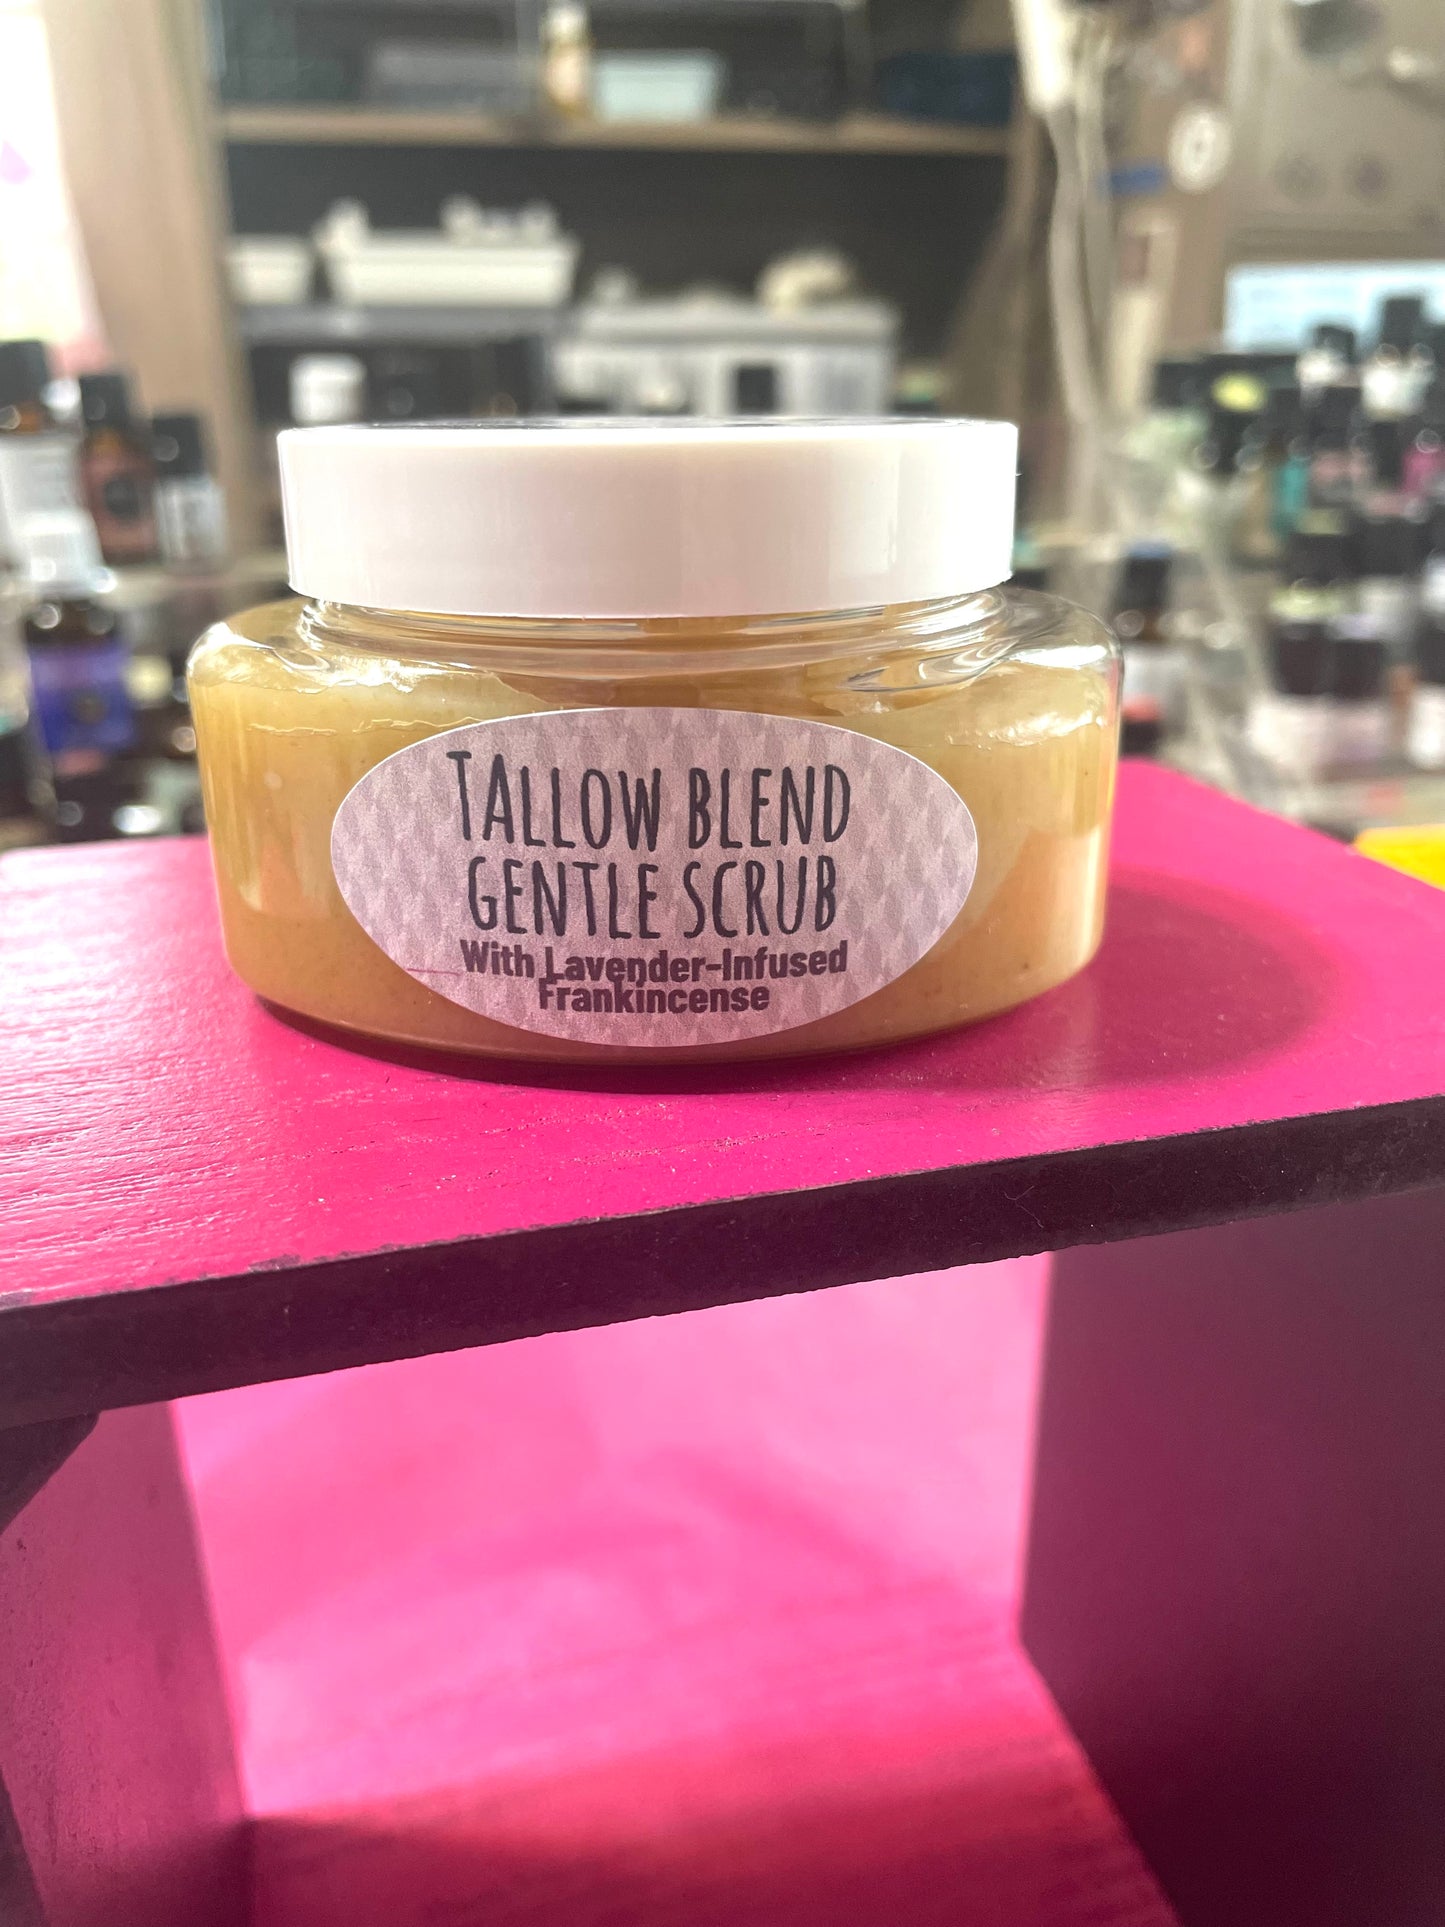 TALLOW BLEND
GENTLE SCRUB
With Lavender-Infused
Frankincense